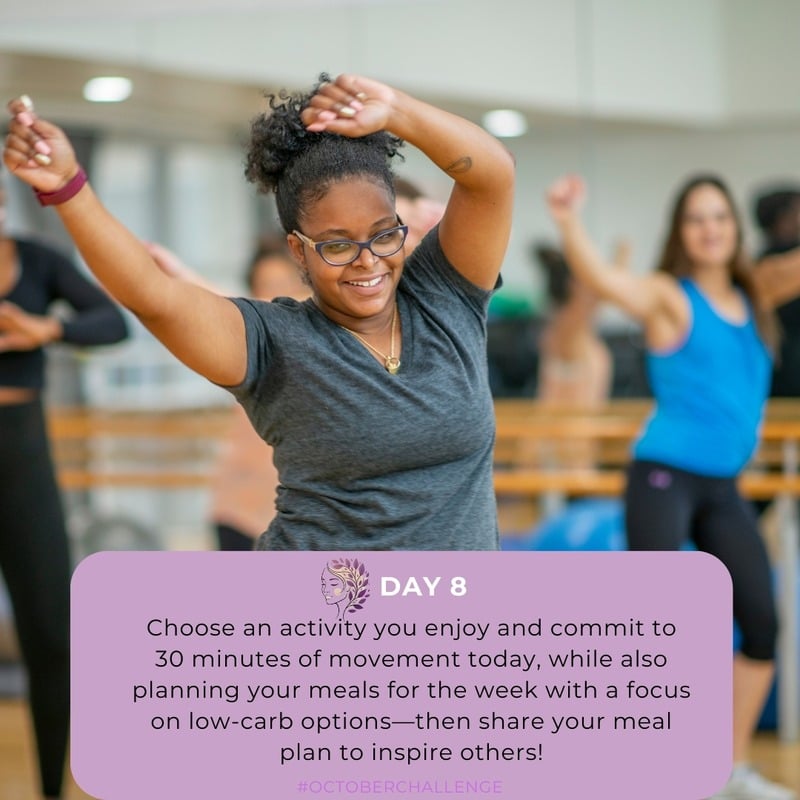 DAY 8
Choose an activity you enjoy and commit to
30 minutes of movement today, while also
planning your meals for the week with a focus
on low-carb options—then share your meal
plan to inspire others!
#OCTOBERCHALLENGE